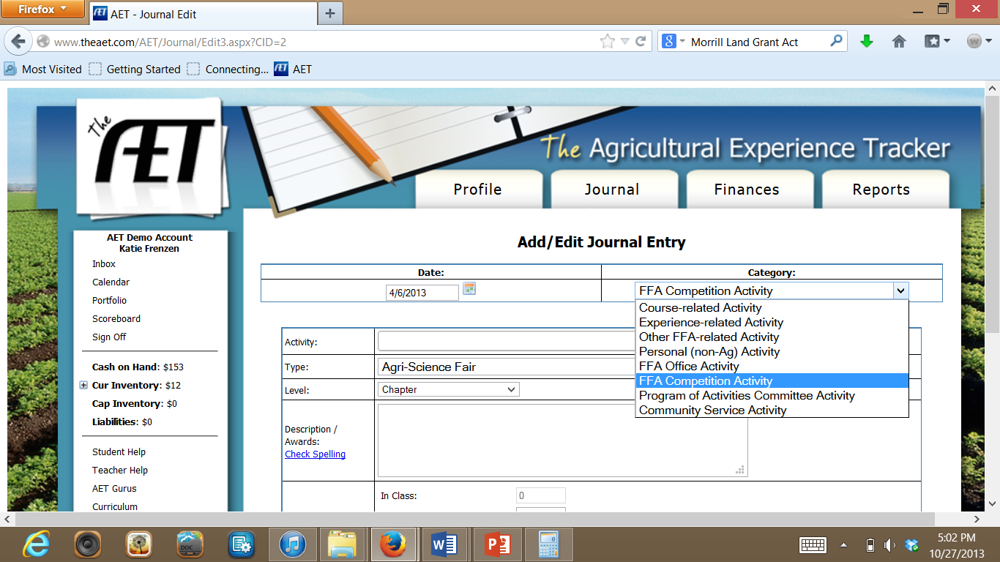 Firefox
AET - Journal Edit
www.theaet.com/AET/Journal/Edit3.aspx?CID=2
Morrill Land Grant Act
Most Visited
Getting Started
Connecting...
AET
The AET
The Agricultural Experience Tracker
Profile
Journal
Finances
Reports
AET Demo Account
Katie Frenzen
Inbox
Calendar
Portfolio
Scoreboard
Sign Off
Cash on Hand: $153
Cur Inventory: $12
Cap Inventory: $0
Liabilities: $0
Student Help
Teacher Help
AET Gurus
Curriculum
Add/Edit Journal Entry
Date:
Category:
4/6/2013
FFA Competition Activity
Course-related Activity
Experience-related Activity
Other FFA-related Activity
Personal (non-Ag) Activity
FFA Office Activity
FFA Competition Activity
Program of Activities Committee Activity
Community Service Activity
Activity:
Type:
Agri-Science Fair
Level:
Chapter
Description /
Awards:
Check Spelling
In Class:
0
DOC
5:02 PM
10/27/2013